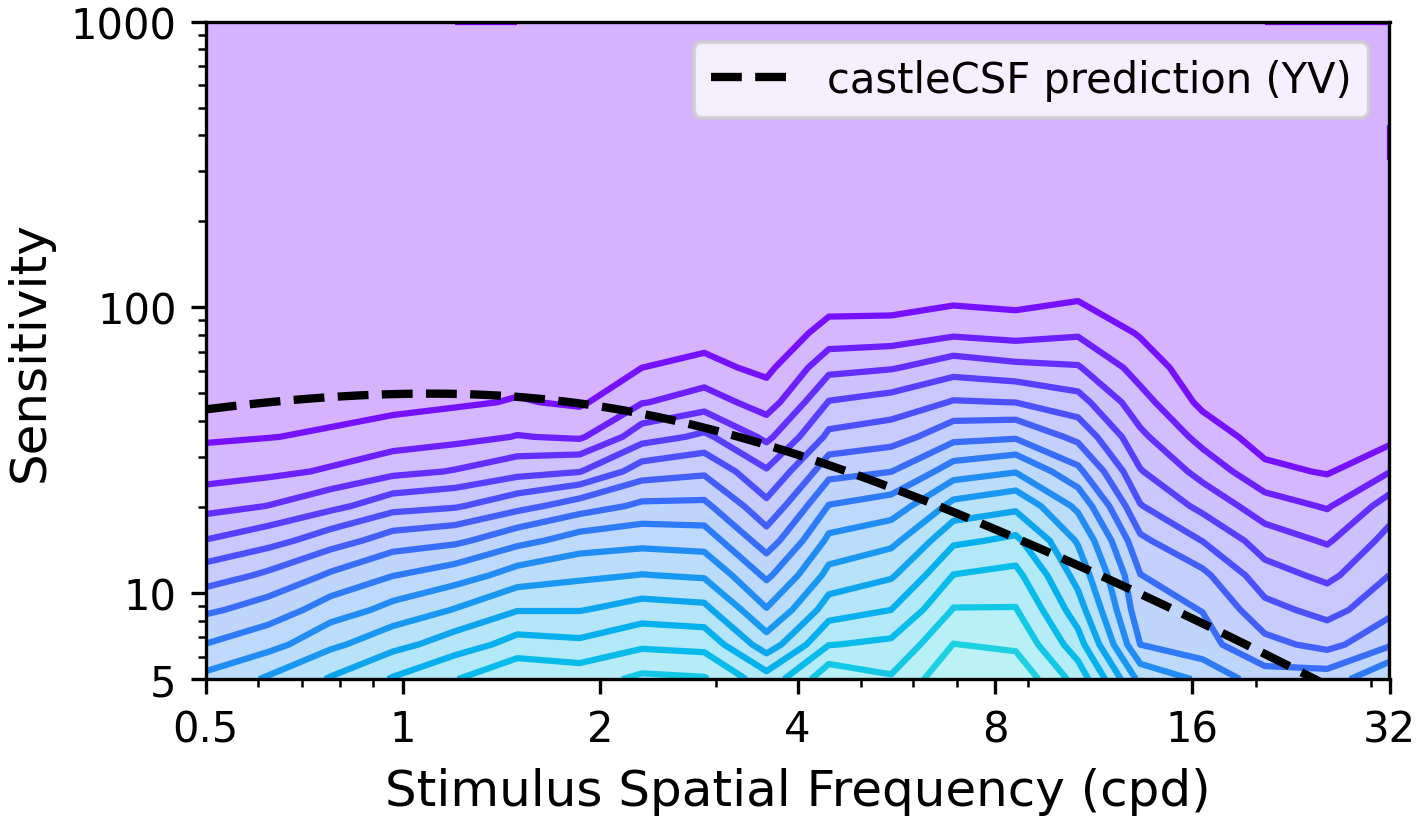 1000
100
10
5
Sensitivity
castleCSF prediction (YV)
0.5 1 2 4 8 16 32
Stimulus Spatial Frequency (cpd)